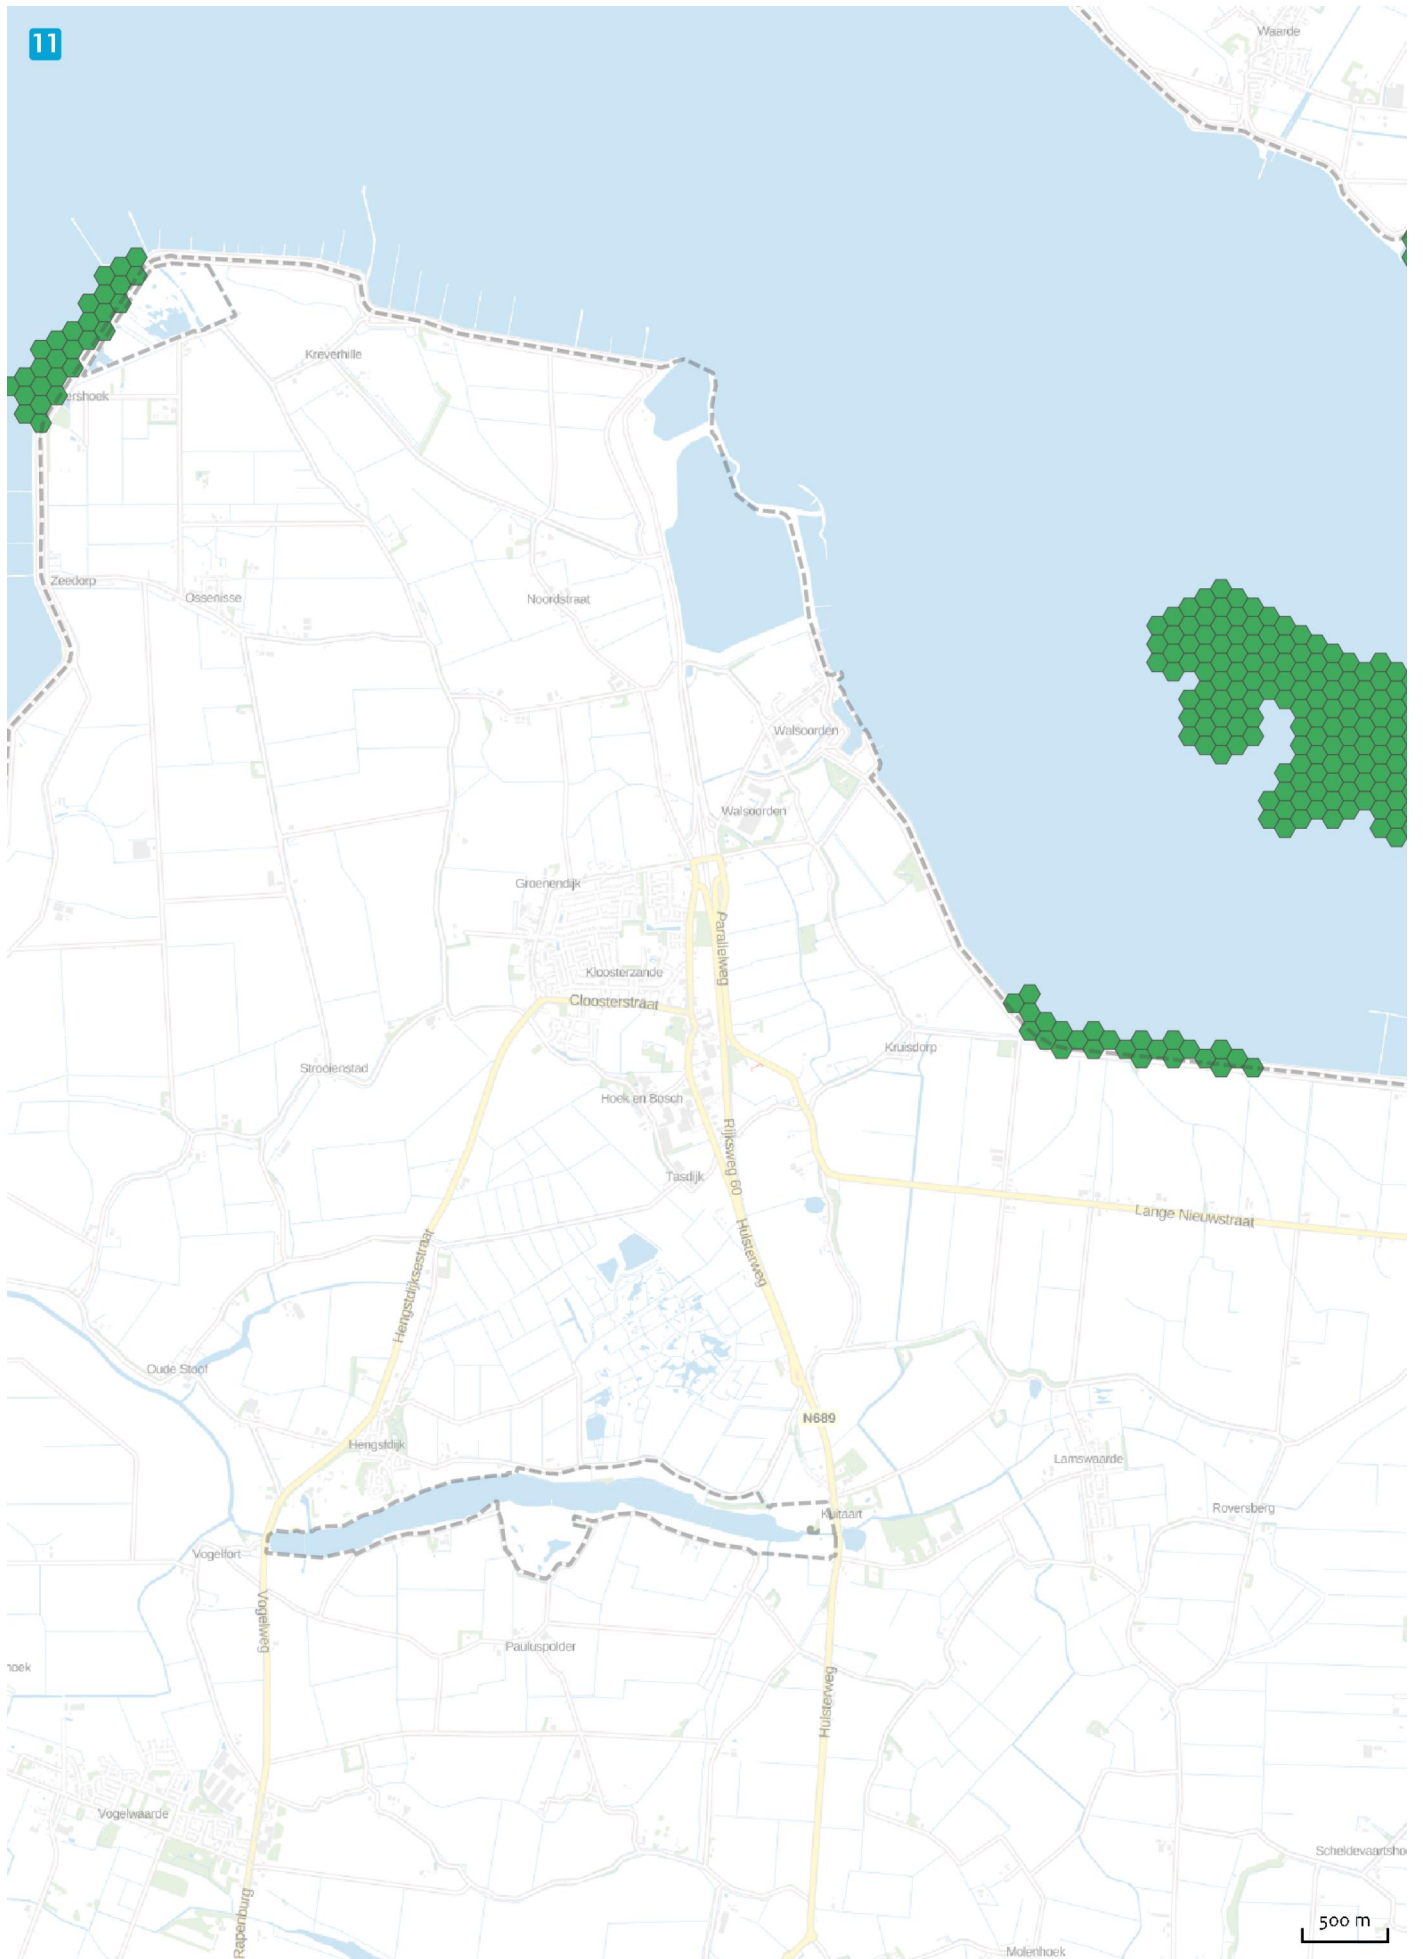 11
Waarde
Kreverhille
ershoek
Zeedorp
Ossenisse
Noordstraat
Walsoorden
Walsoorden
Groenendijk
Parallelweg
Kloosterzande
Cloosterstraat
Kruisdorp
Strooienstad
Hoek en Bosch
Rijksweg 60
Tasdijk
Lange Nieuwstraat
Hulsterweg
Hengstdijksestraat
Oude Stoof
N689
Hengstdijk
Lamswaarde
Roversberg
Kuitaart
Vogelfort
Vogelweg
Pauluspolder
hoek
Hulsterweg
Vogelwaarde
Scheldevaartsho
Rapenburg
500 m
Molenhoek